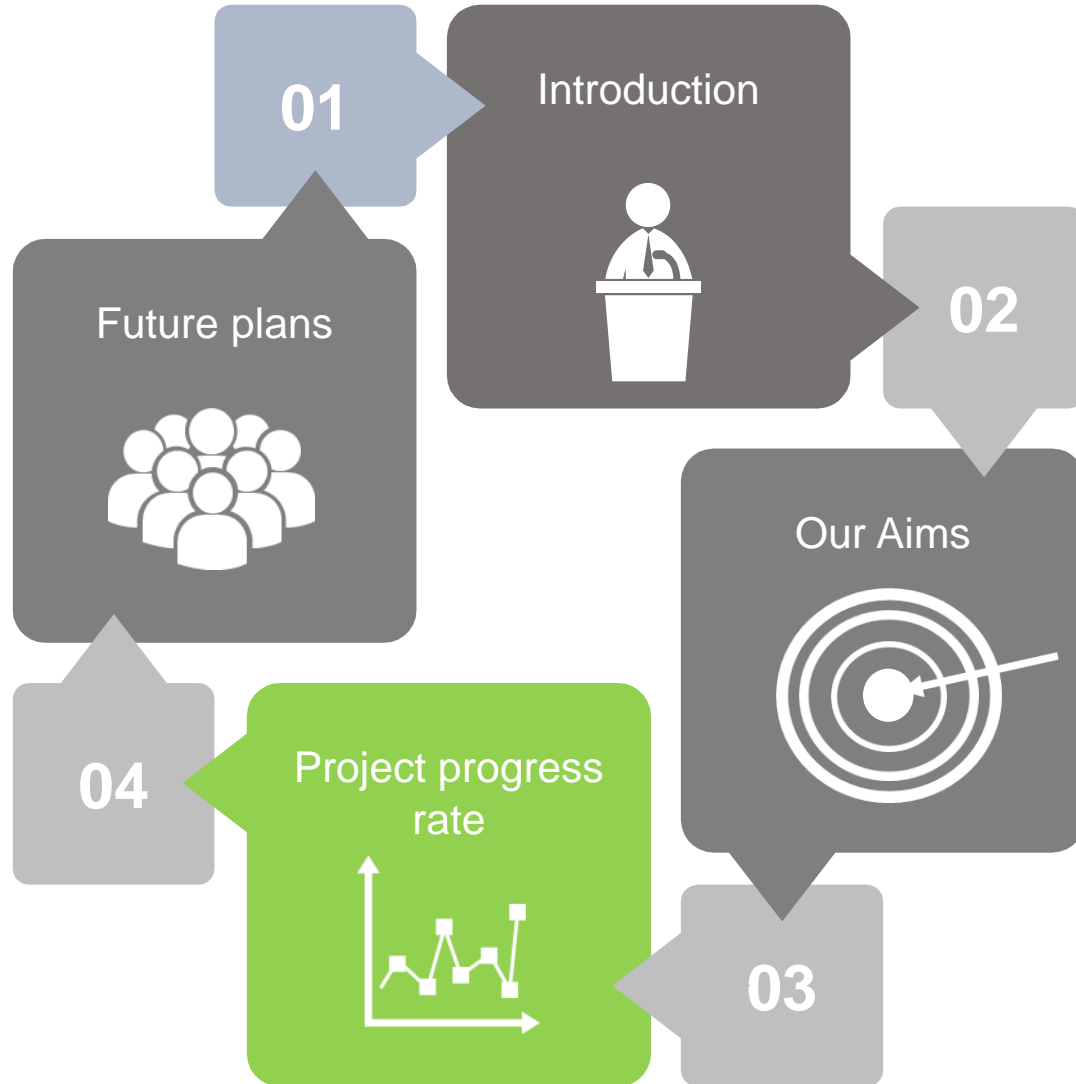 01
Introduction
02
Our Aims
03
Project progress
rate
04
Future plans